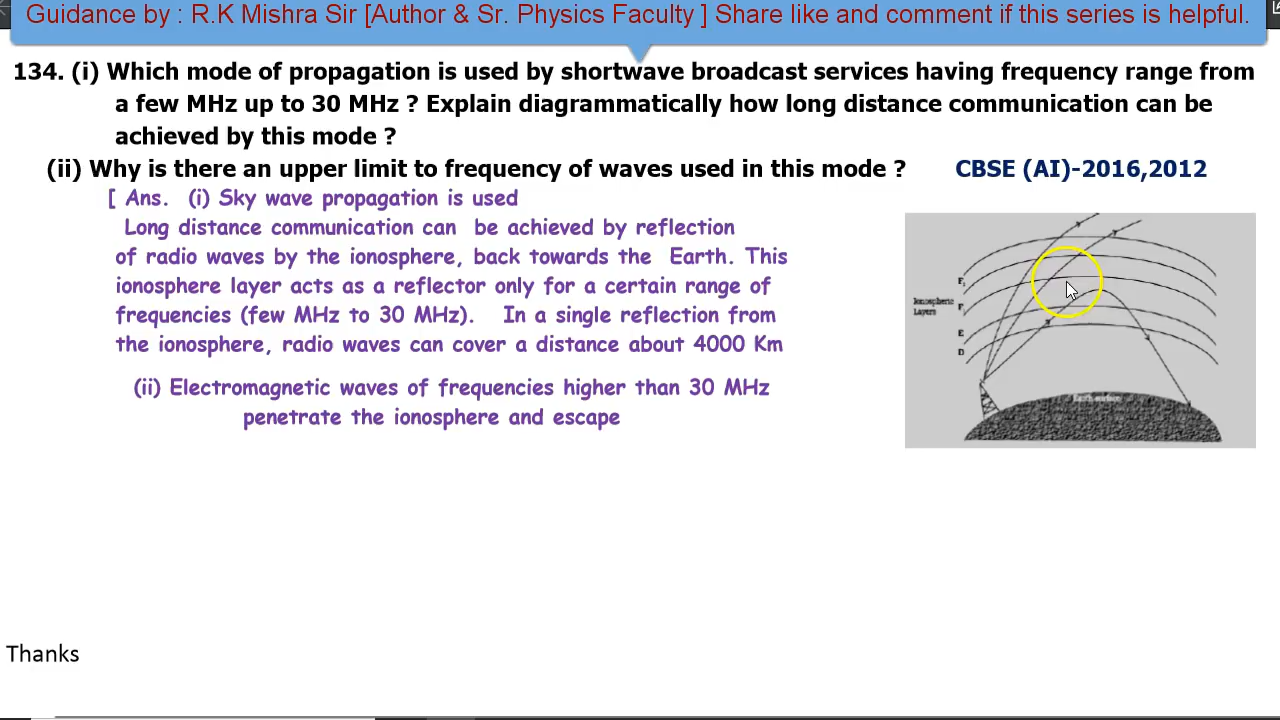 Guidance by : R.K Mishra Sir [Author & Sr. Physics Faculty ] Share like and comment if this series is helpful.
134. (i) Which mode of propagation is used by shortwave broadcast services having frequency range from
a few MHz up to 30 MHz ? Explain diagrammatically how long distance communication can be
achieved by this mode ?
(ii) Why is there an upper limit to frequency of waves used in this mode ? CBSE (AI)-2016,2012
[ Ans. (i) Sky wave propagation is used
Long distance communication can be achieved by reflection
of radio waves by the ionosphere, back towards the Earth. This
ionosphere layer acts as a reflector only for a certain range of
frequencies (few MHz to 30 MHz). In a single reflection from
the ionosphere, radio waves can cover a distance about 4000 Km
(ii) Electromagnetic waves of frequencies higher than 30 MHz
penetrate the ionosphere and escape
Ionospheric
Layers
E
D
Earth surface
Thanks